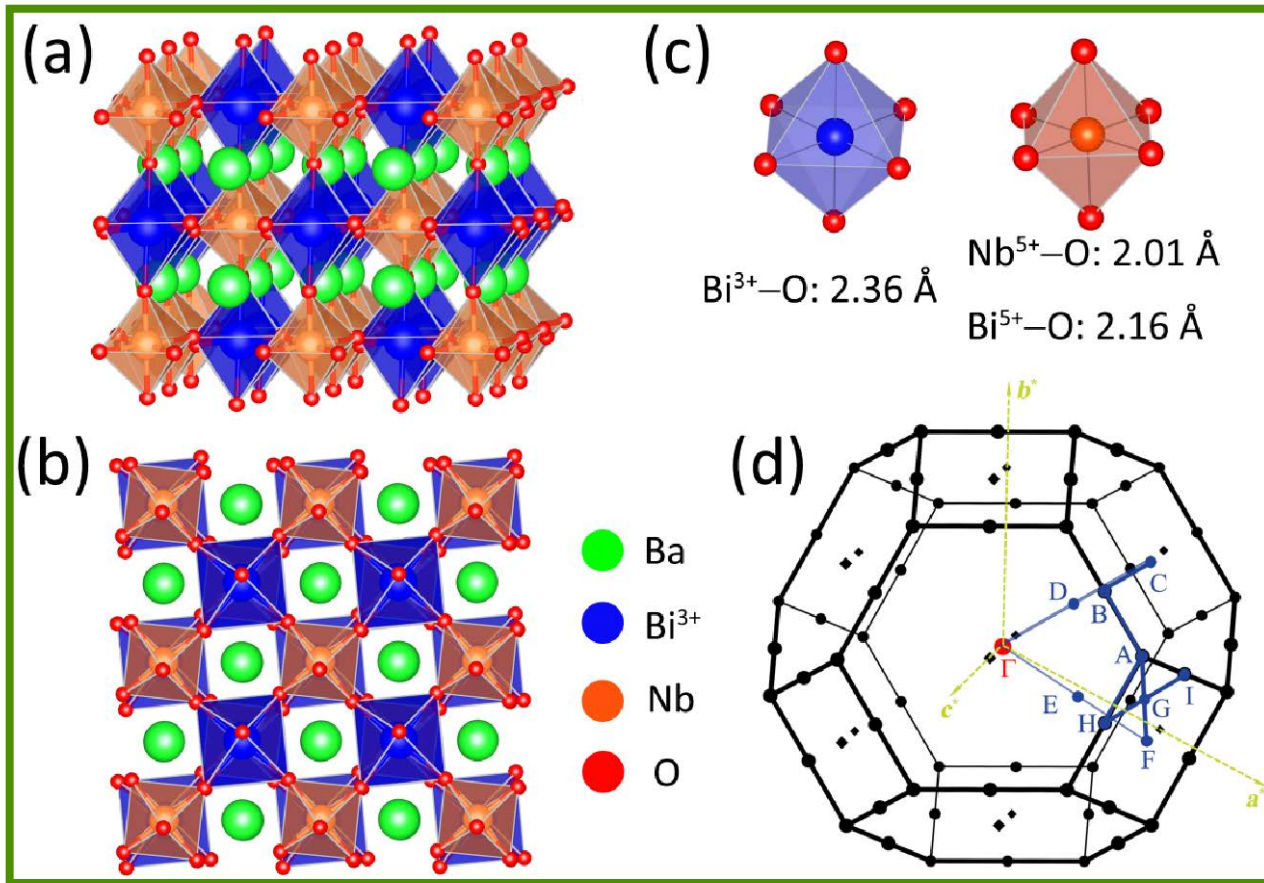 (a)
(b)
Ba
Bi³⁺
Nb
O
(c)
Bi³⁺–O: 2.36 Å
Nb⁵⁺–O: 2.01 Å
Bi⁵⁺–O: 2.16 Å
(d)
b*
C
D
B
Γ
A
I
c*
E
G
H
F
a*